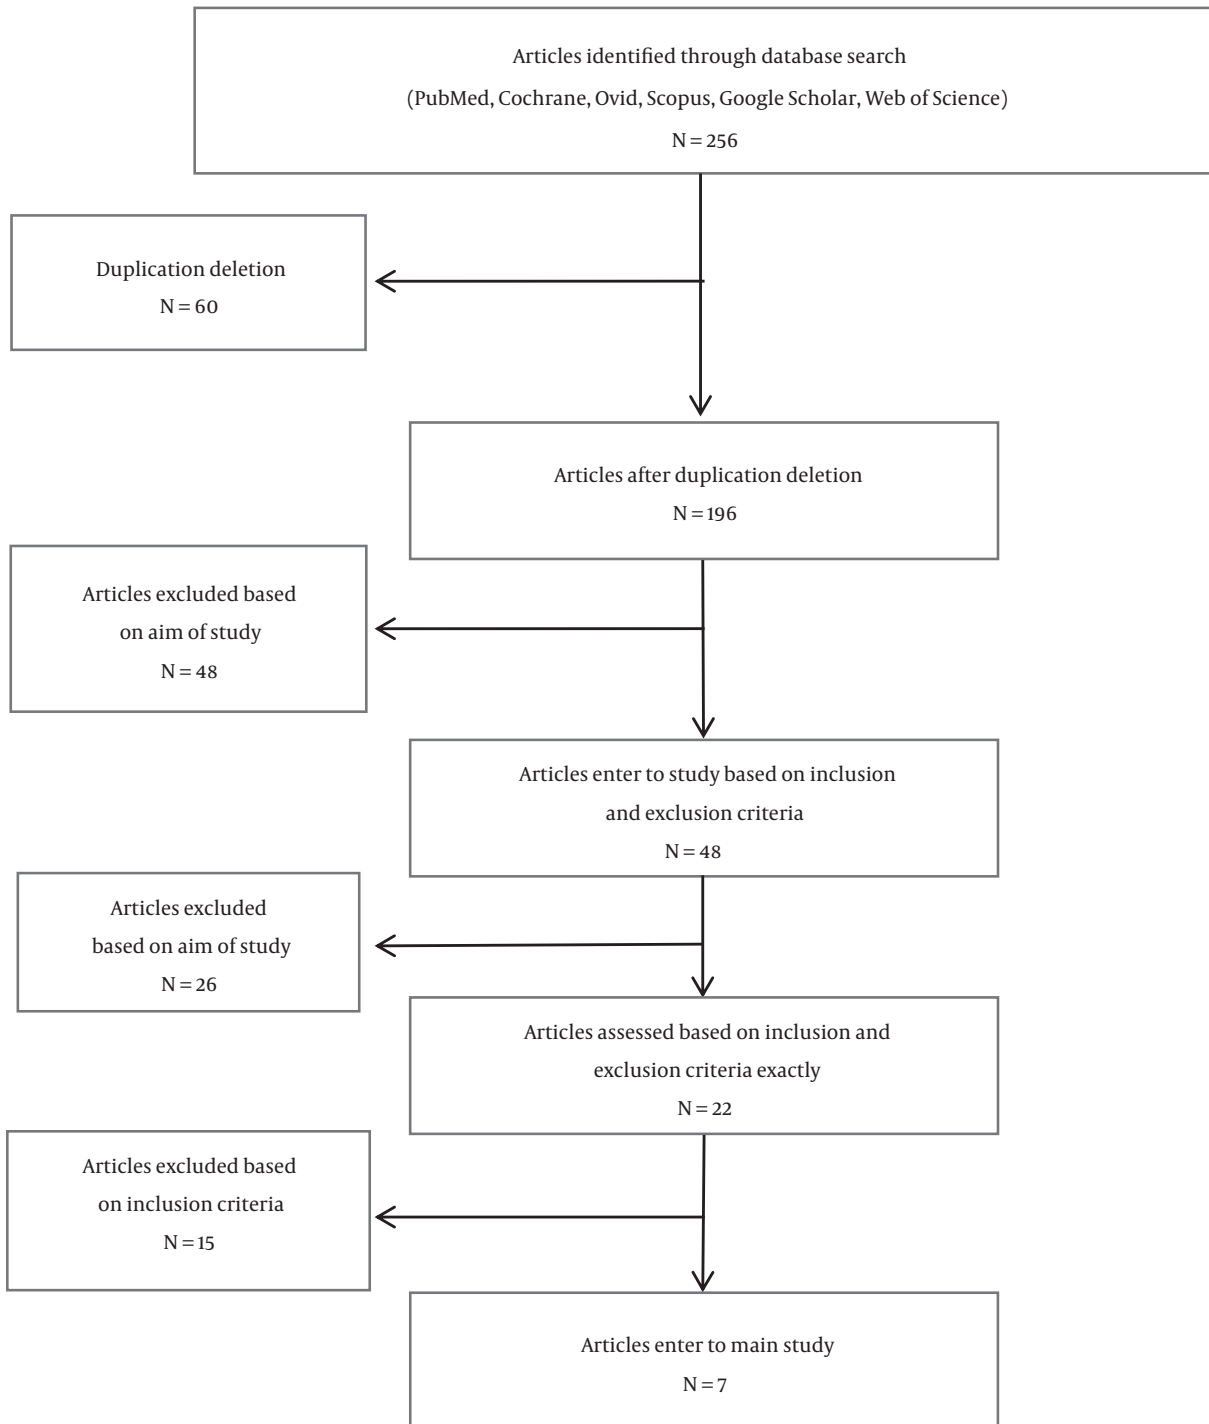 Articles identified through database search
(PubMed, Cochrane, Ovid, Scopus, Google Scholar, Web of Science)
N = 256
Duplication deletion
N = 60
Articles after duplication deletion
N = 196
Articles excluded based
on aim of study
N = 48
Articles enter to study based on inclusion
and exclusion criteria
N = 48
Articles excluded
based on aim of study
N = 26
Articles assessed based on inclusion and
exclusion criteria exactly
N = 22
Articles excluded based
on inclusion criteria
N = 15
Articles enter to main study
N = 7